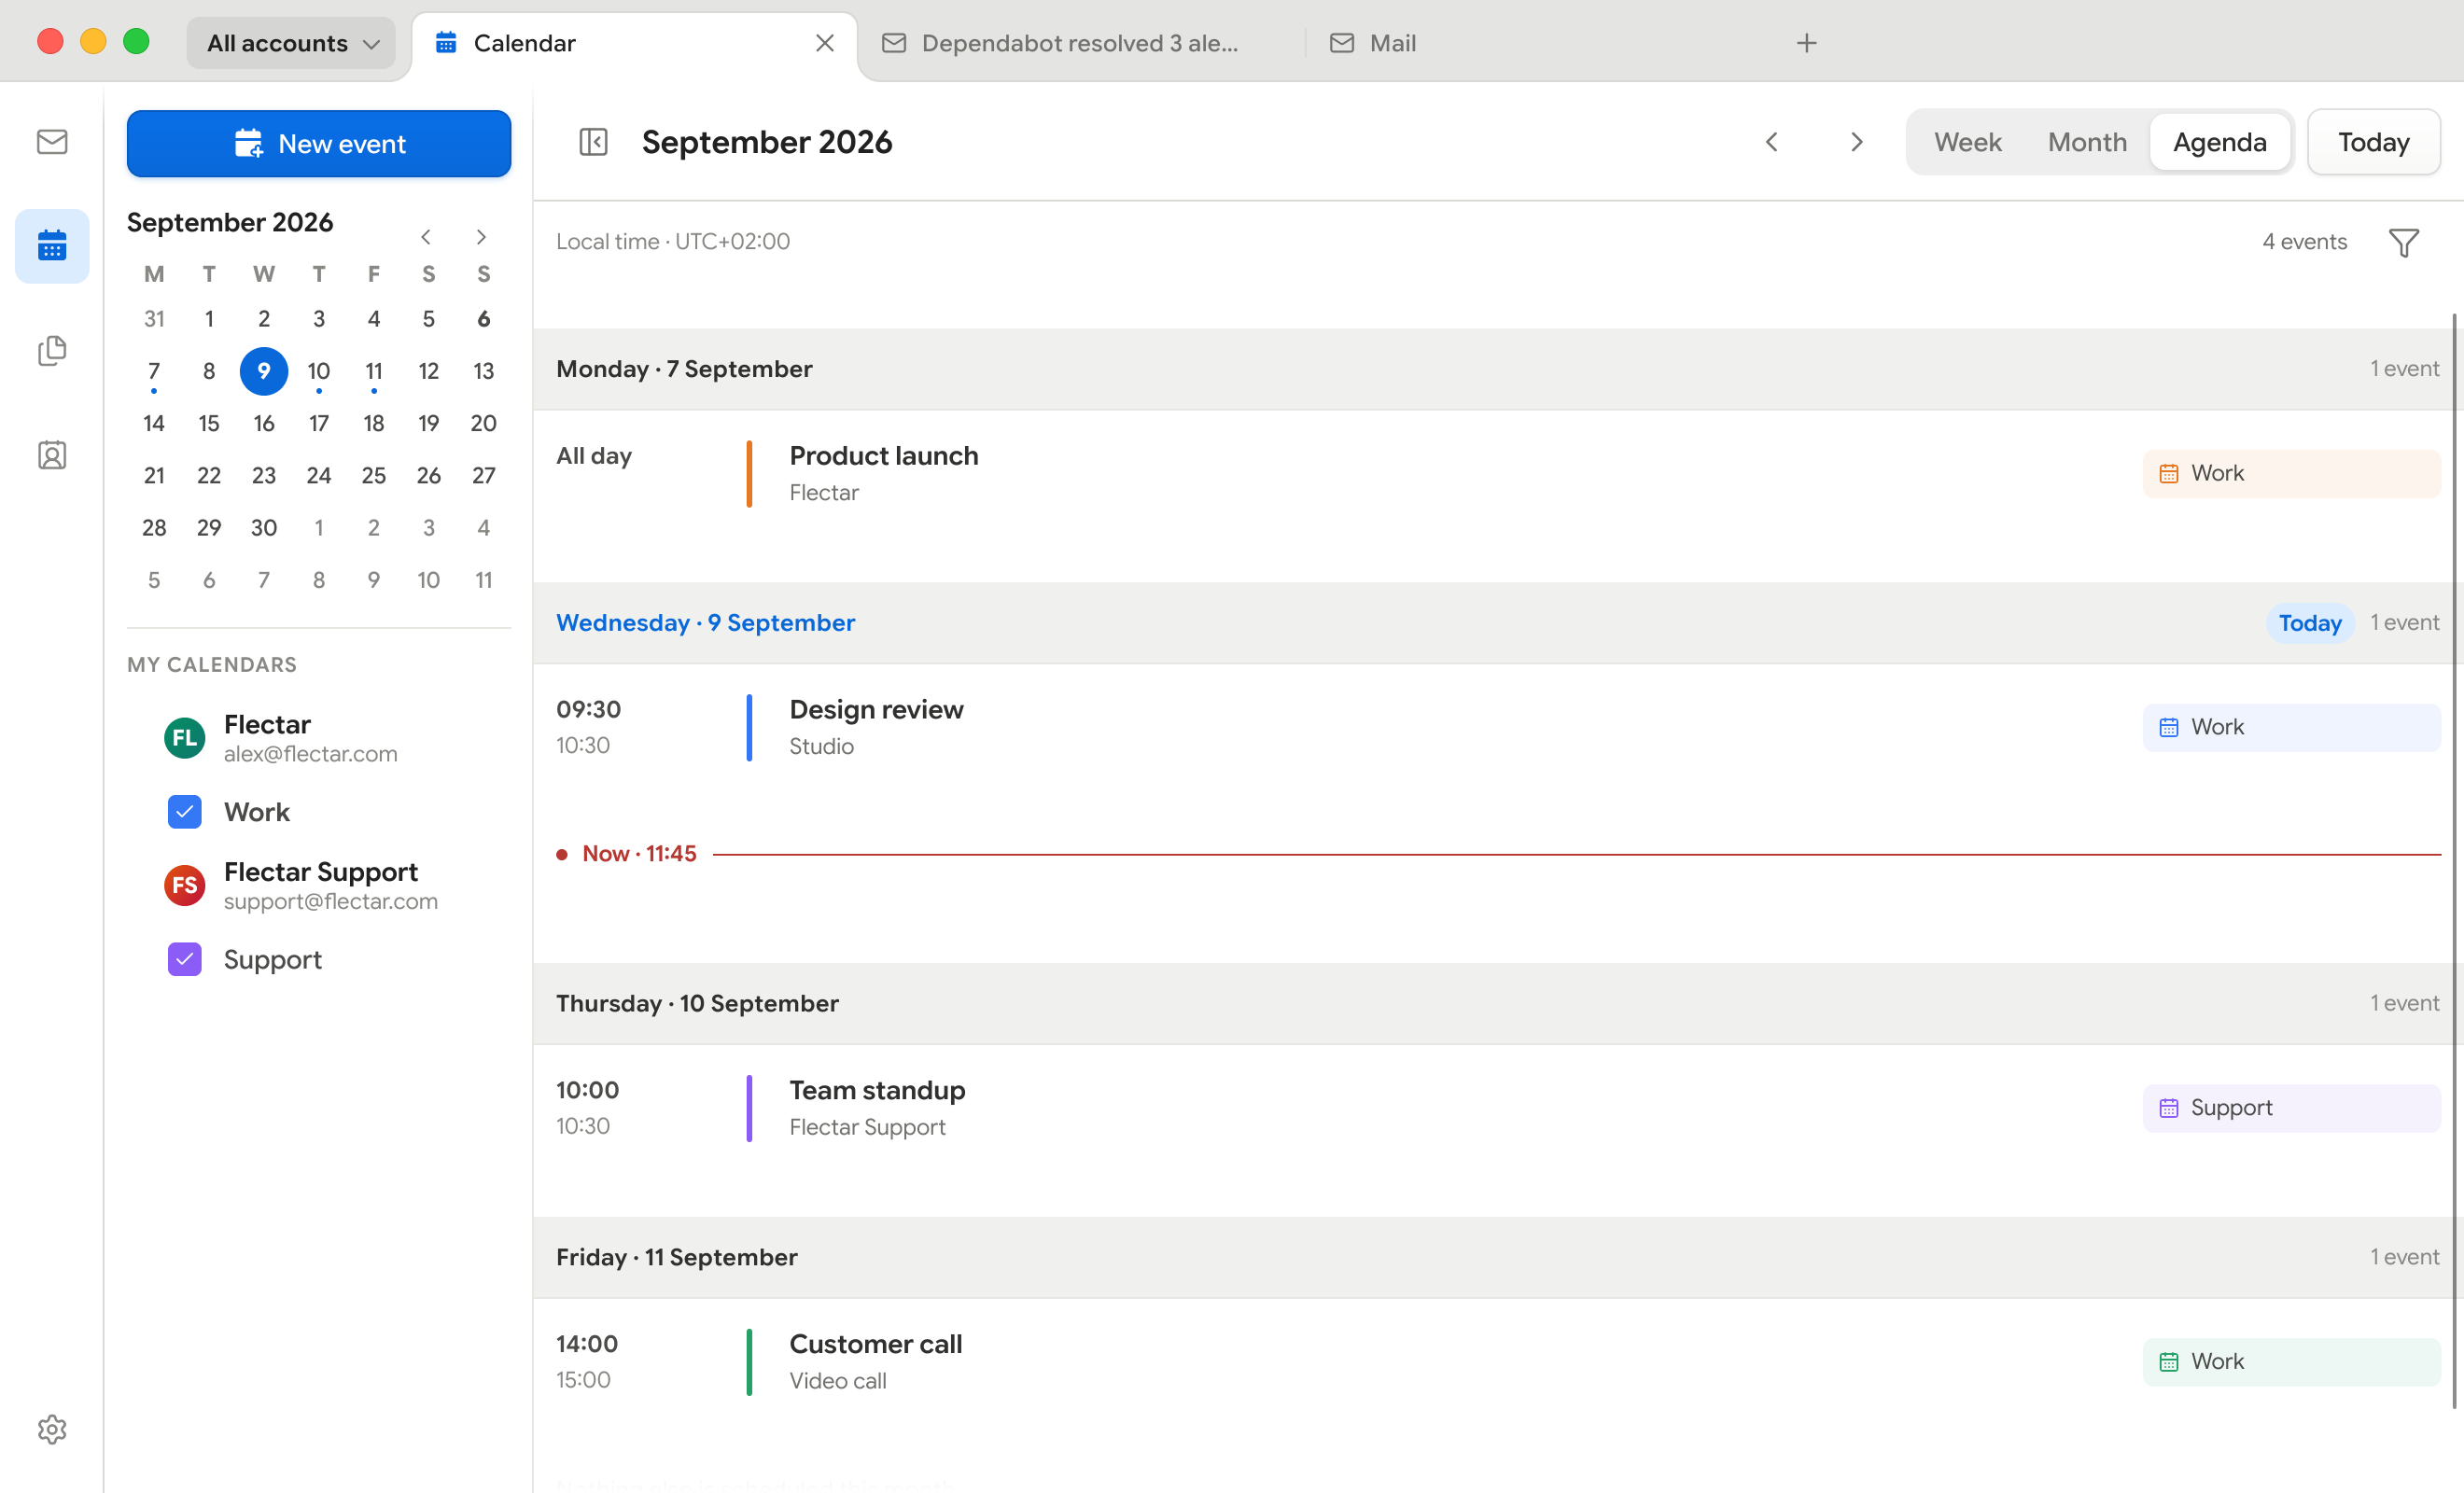 All accounts
Calendar
Dependabot resolved 3 ale...
Mail
New event
September 2026
M T W T F S S
31 1 2 3 4 5 6
7 8 9 10 11 12 13
14 15 16 17 18 19 20
21 22 23 24 25 26 27
28 29 30 1 2 3 4
5 6 7 8 9 10 11
MY CALENDARS
FL
Flectar
alex@flectar.com
Work
FS
Flectar Support
support@flectar.com
Support
September 2026
Week Month Agenda Today
Local time · UTC+02:00
4 events
Monday · 7 September
1 event
All day
Product launch
Flectar
Work
Wednesday · 9 September
Today 1 event
09:30
10:30
Design review
Studio
Work
Now · 11:45
Thursday · 10 September
1 event
10:00
10:30
Team standup
Flectar Support
Support
Friday · 11 September
1 event
14:00
15:00
Customer call
Video call
Work
Nothing else is scheduled this month